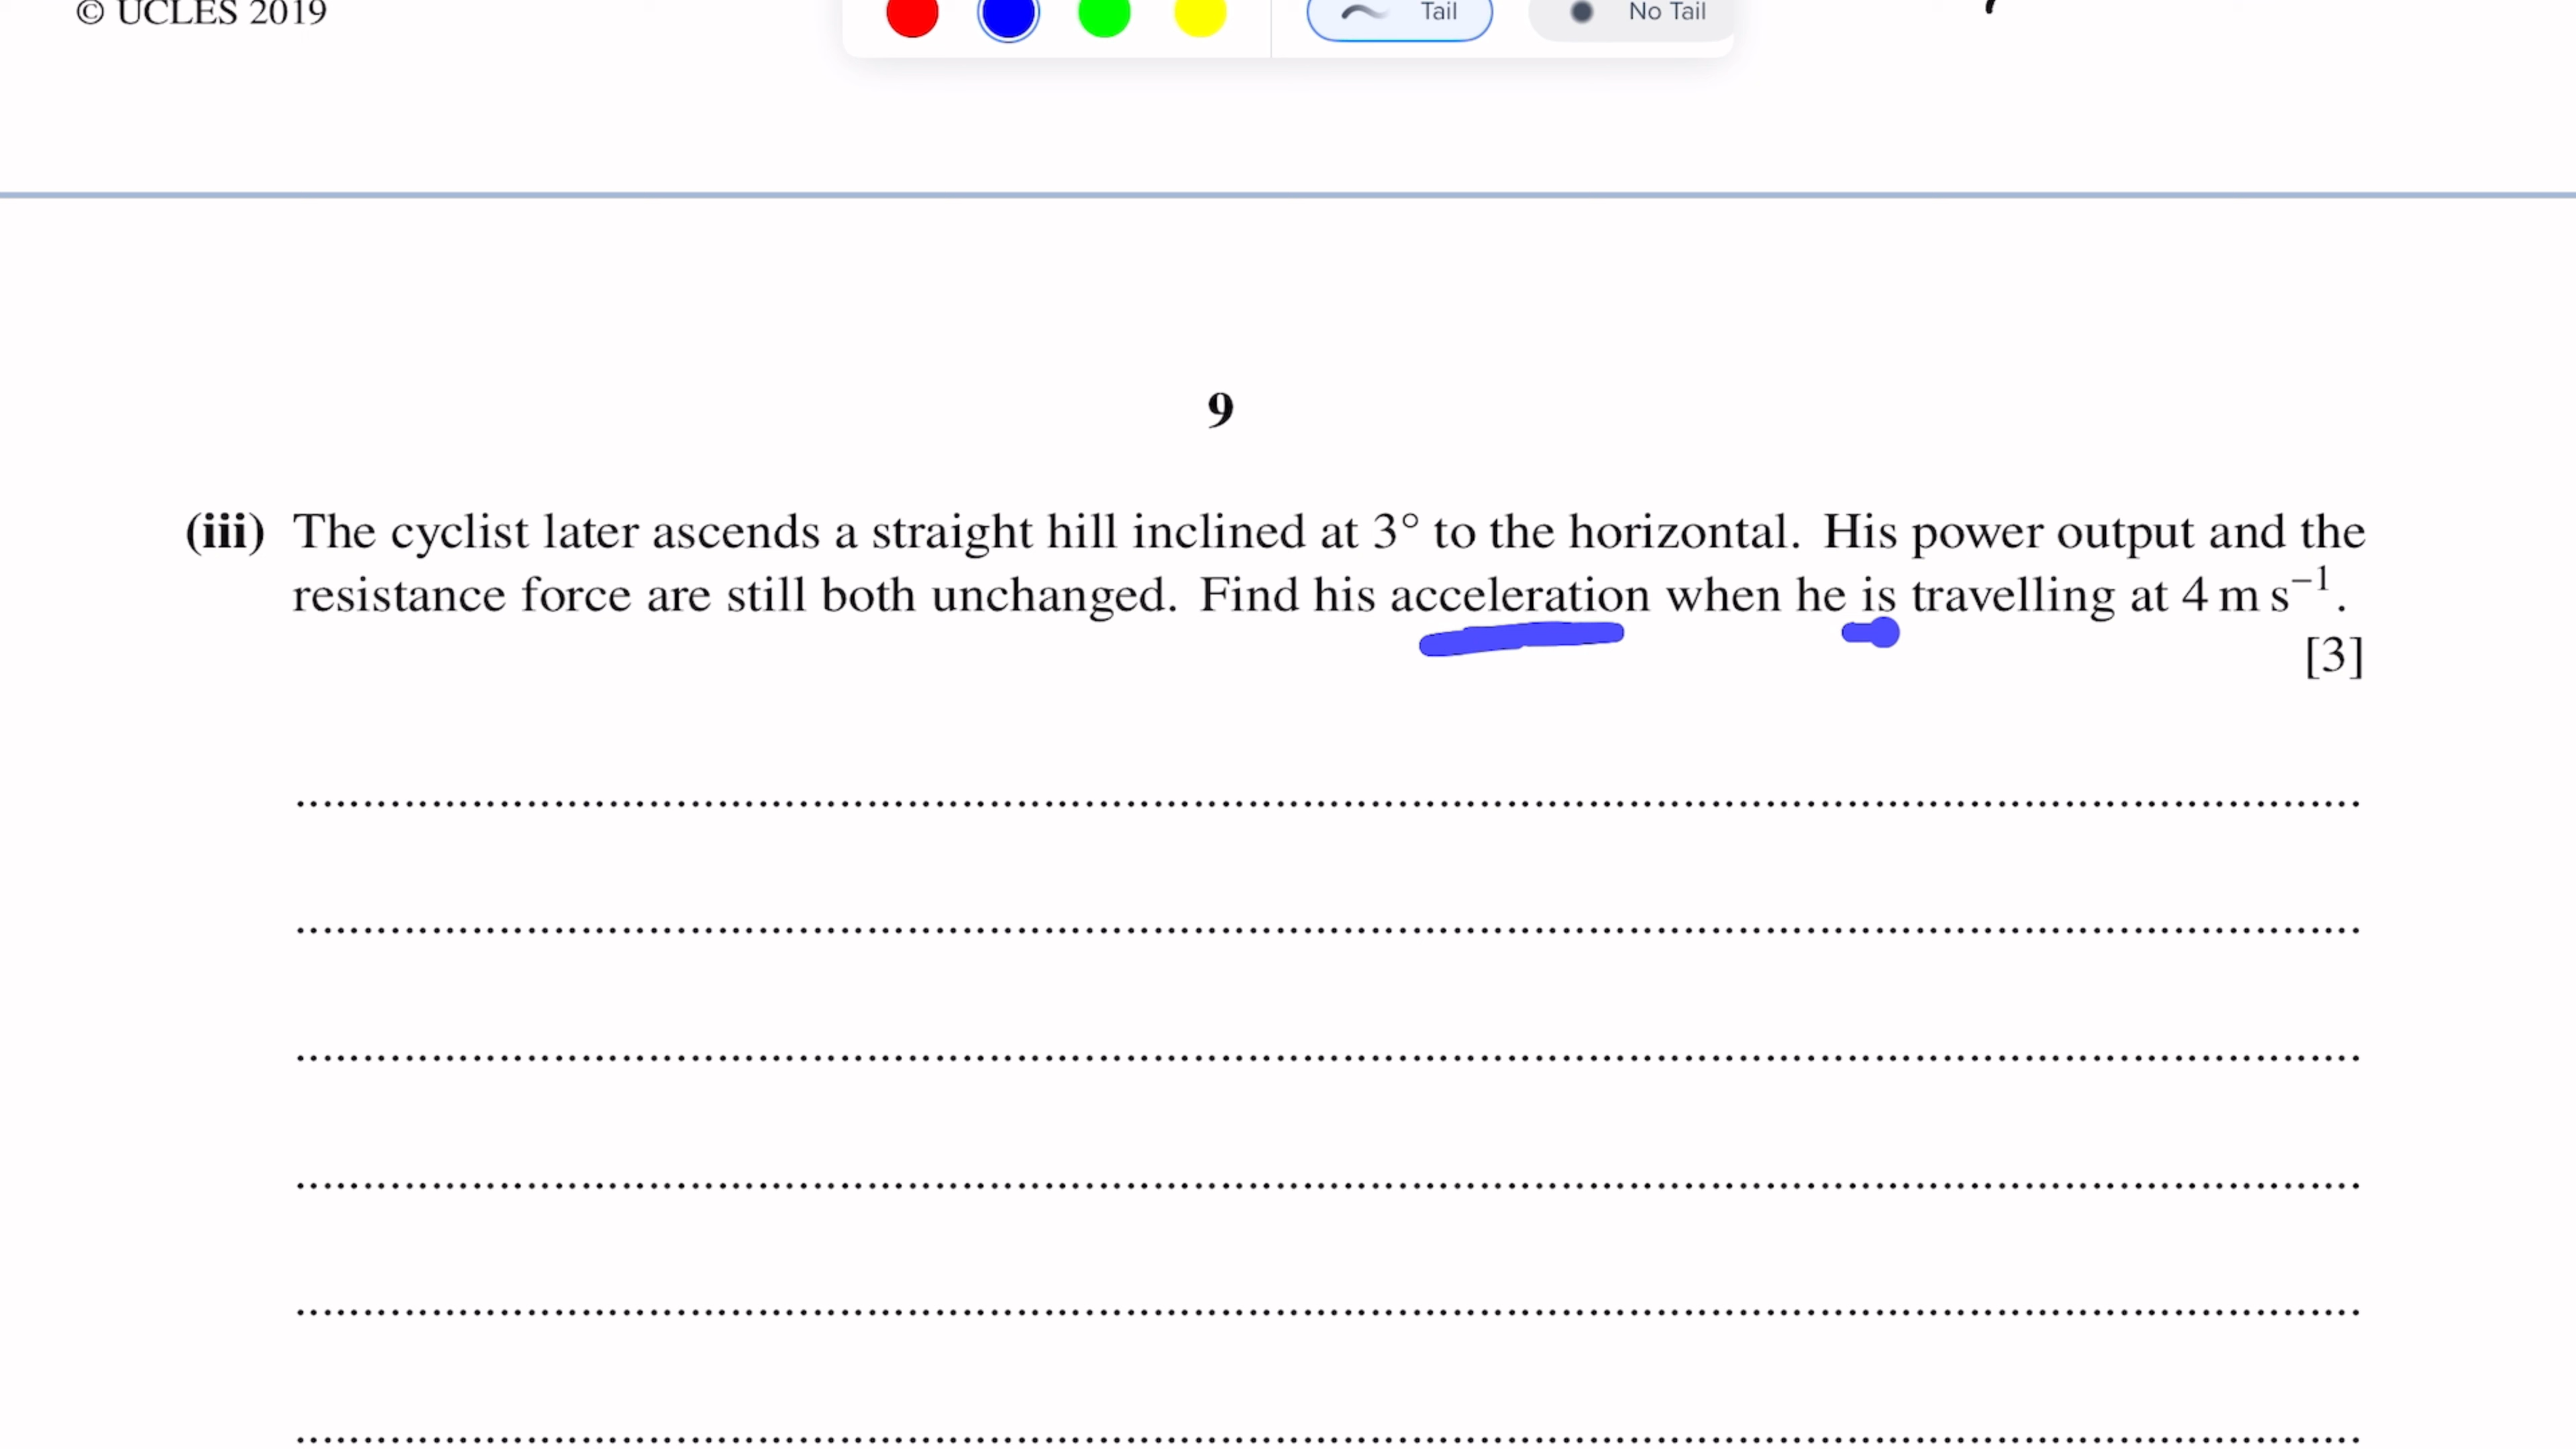 © UCLES 2019
Tail
No Tail
9
(iii) The cyclist later ascends a straight hill inclined at 3° to the horizontal. His power output and the
resistance force are still both unchanged. Find his acceleration when he is travelling at 4 m s⁻¹.
[3]